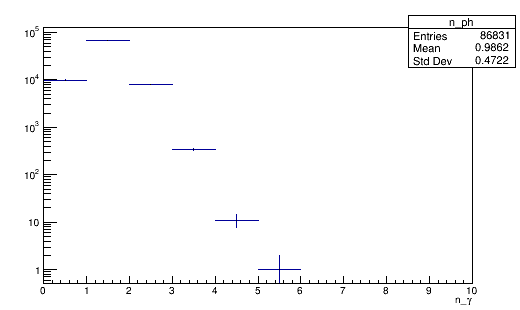 n_ph
Entries 86831
Mean 0.9862
Std Dev 0.4722
10^5
10^4
10^3
10^2
10
1
0 1 2 3 4 5 6 7 8 9 10
n_γ